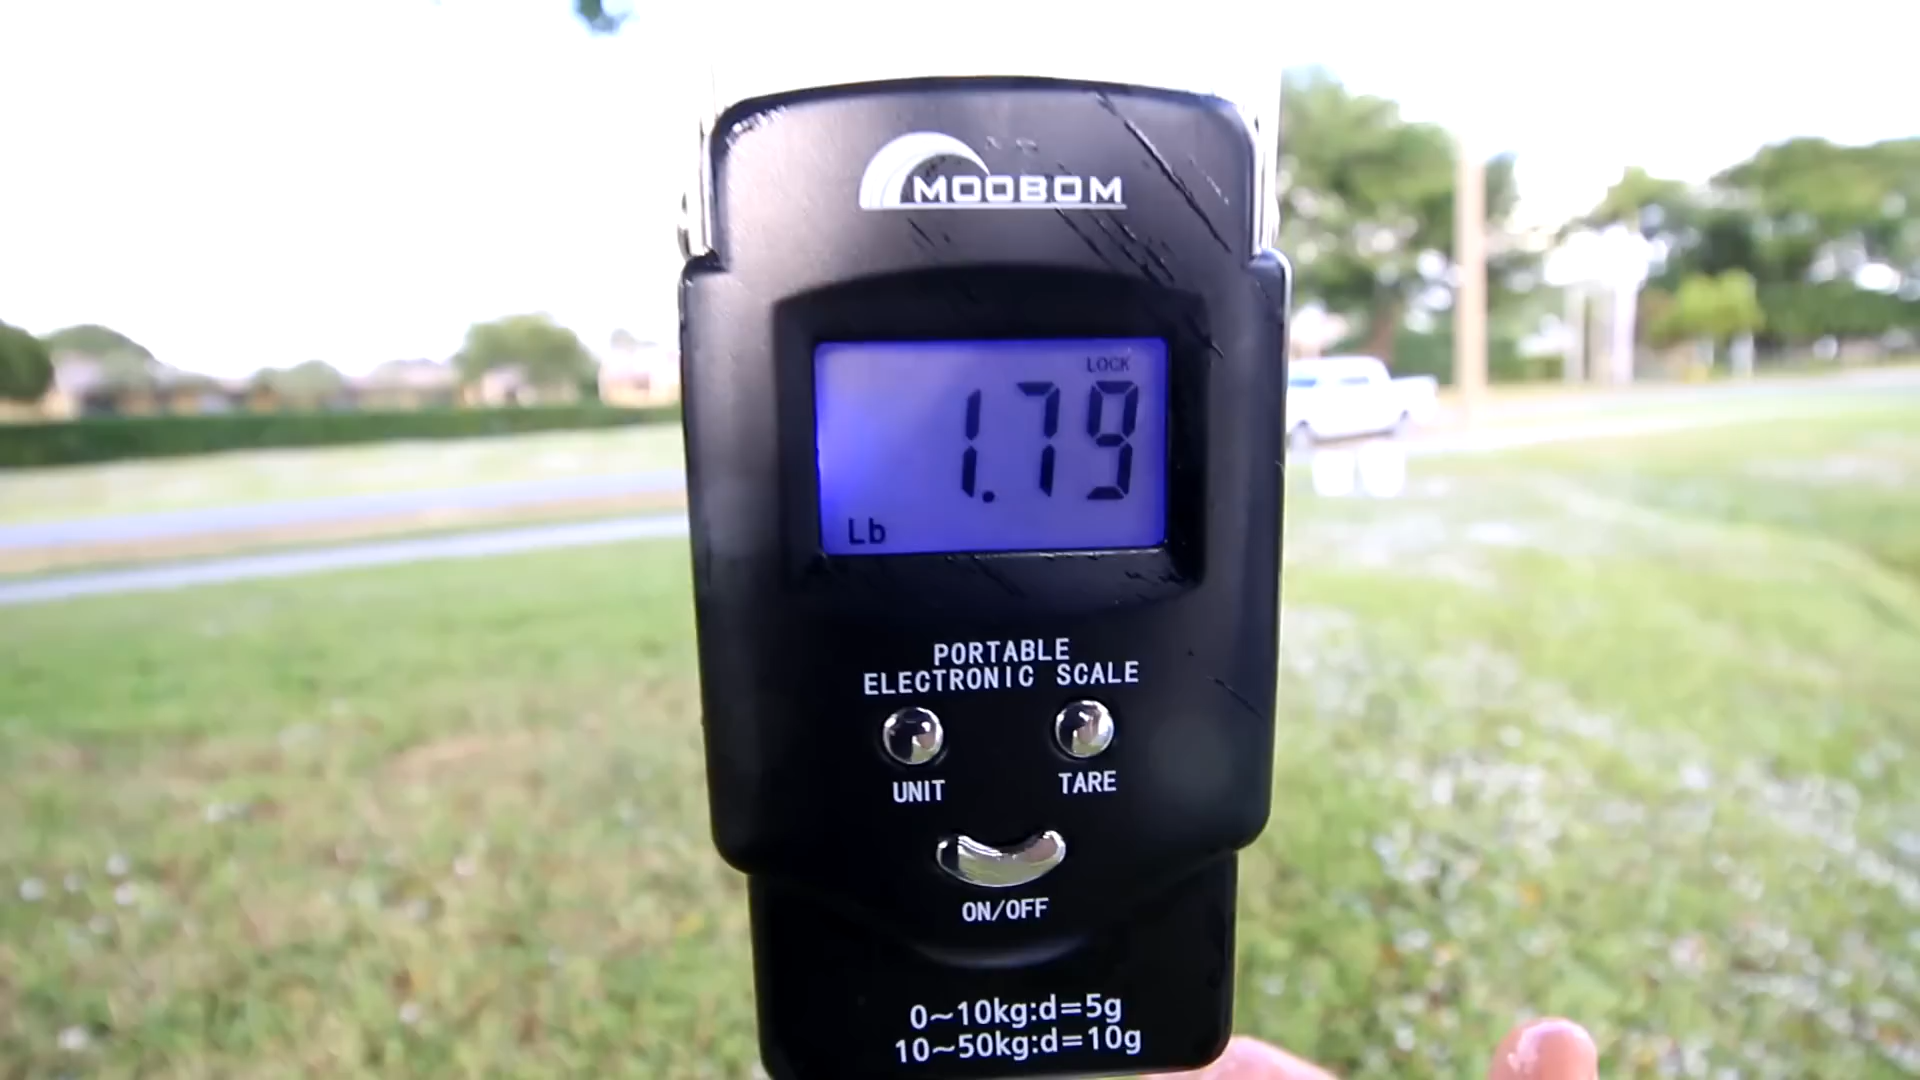 MOOBOM
LOCK
1.79
Lb
PORTABLE
ELECTRONIC SCALE
UNIT TARE
ON/OFF
0~10kg:d=5g
10~50kg:d=10g